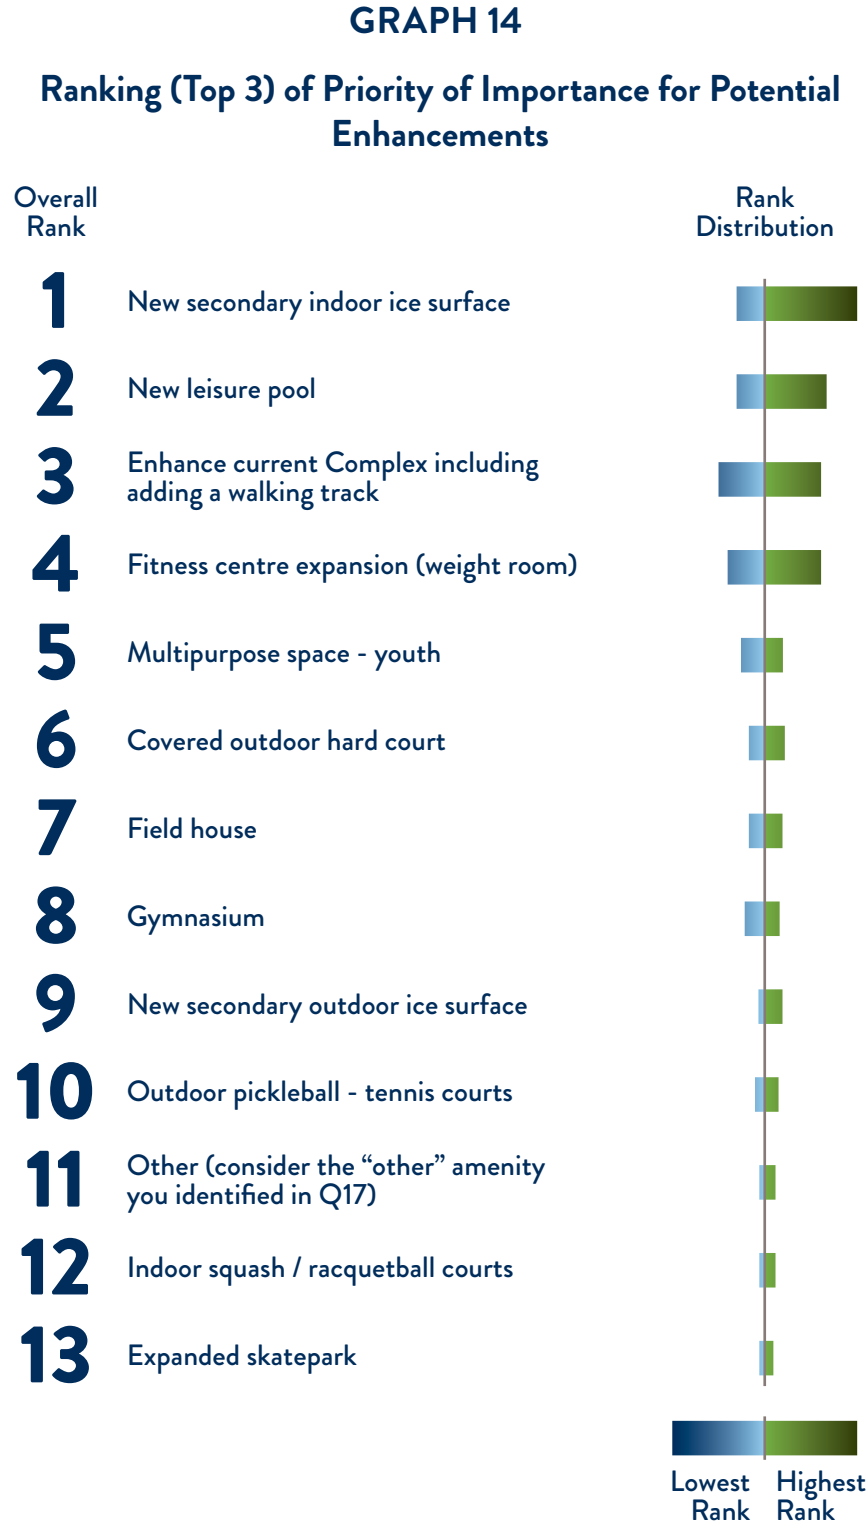 GRAPH 14
Ranking (Top 3) of Priority of Importance for Potential
Enhancements
Overall
Rank
Rank
Distribution
1
New secondary indoor ice surface
2
New leisure pool
3
Enhance current Complex including
adding a walking track
4
Fitness centre expansion (weight room)
5
Multipurpose space - youth
6
Covered outdoor hard court
7
Field house
8
Gymnasium
9
New secondary outdoor ice surface
10
Outdoor pickleball - tennis courts
11
Other (consider the “other” amenity
you identified in Q17)
12
Indoor squash / racquetball courts
13
Expanded skatepark
Lowest
Rank
Highest
Rank